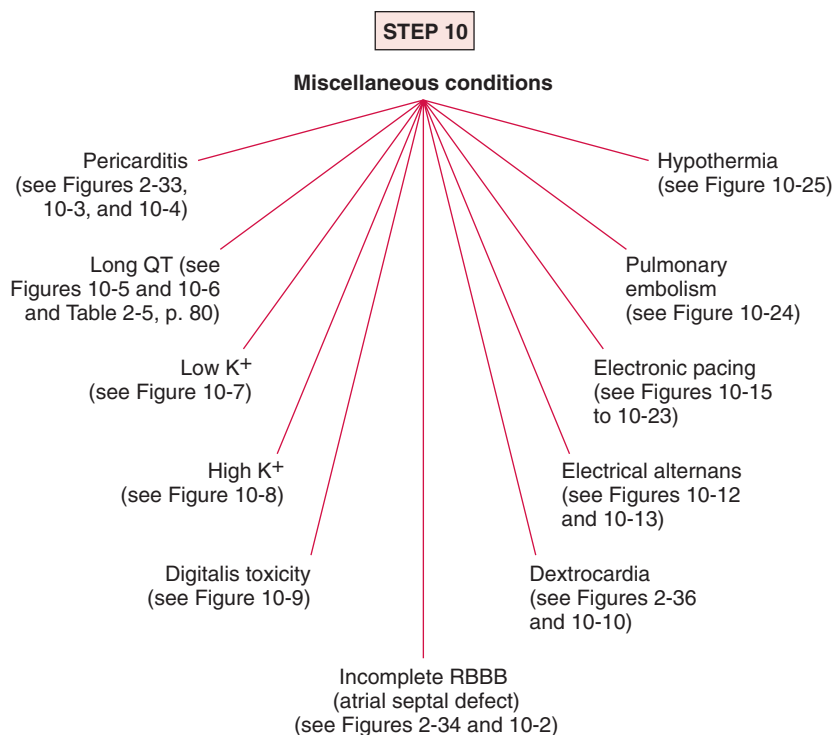 STEP 10
Miscellaneous conditions
Pericarditis
(see Figures 2-33,
10-3, and 10-4)
Hypothermia
(see Figure 10-25)
Long QT (see
Figures 10-5 and 10-6
and Table 2-5, p. 80)
Pulmonary
embolism
(see Figure 10-24)
Low K+
(see Figure 10-7)
Electronic pacing
(see Figures 10-15
to 10-23)
High K+
(see Figure 10-8)
Electrical alternans
(see Figures 10-12
and 10-13)
Digitalis toxicity
(see Figure 10-9)
Dextrocardia
(see Figures 2-36
and 10-10)
Incomplete RBBB
(atrial septal defect)
(see Figures 2-34 and 10-2)